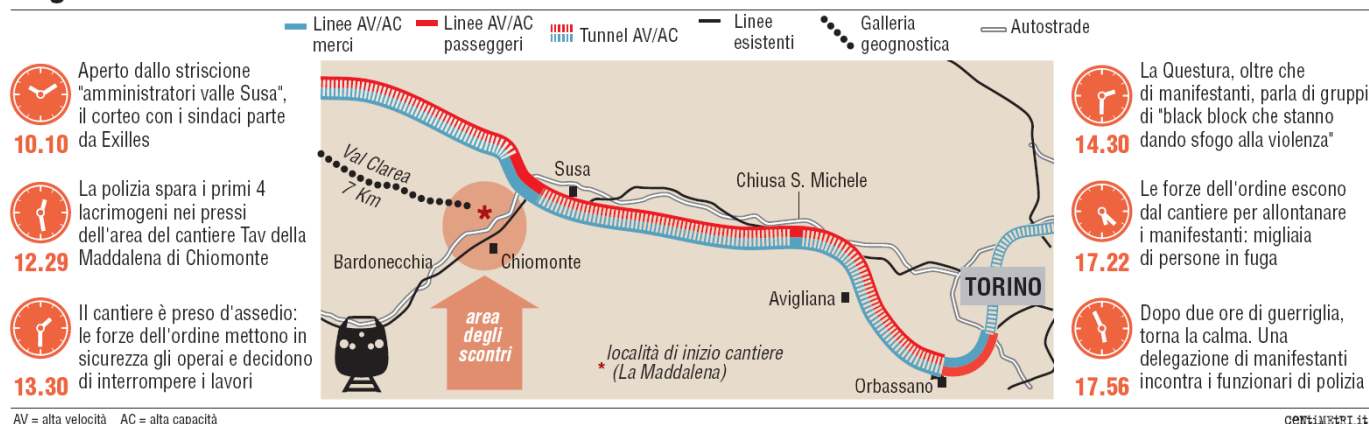 Linee AV/AC
merci
Linee AV/AC
passeggeri
Tunnel AV/AC
Linee
esistenti
Galleria
geognostica
Autostrade
10.10
Aperto dallo striscione
"amministratori valle Susa",
il corteo con i sindaci parte
da Exilles
12.29
La polizia spara i primi 4
lacrimogeni nei pressi
dell'area del cantiere Tav della
Maddalena di Chiomonte
13.30
Il cantiere è preso d'assedio:
le forze dell'ordine mettono in
sicurezza gli operai e decidono
di interrompere i lavori
Val Clarea
7 Km
Susa
Chiusa S. Michele
Bardonecchia
Chiomonte
Avigliana
TORINO
Orbassano
area
degli
scontri
* località di inizio cantiere
(La Maddalena)
14.30
La Questura, oltre che
di manifestanti, parla di gruppi
di "black block che stanno
dando sfogo alla violenza"
17.22
Le forze dell'ordine escono
dal cantiere per allontanare
i manifestanti: migliaia
di persone in fuga
17.56
Dopo due ore di guerriglia,
torna la calma. Una
delegazione di manifestanti
incontra i funzionari di polizia
AV = alta velocità AC = alta capacità
CENTIMETRI.it